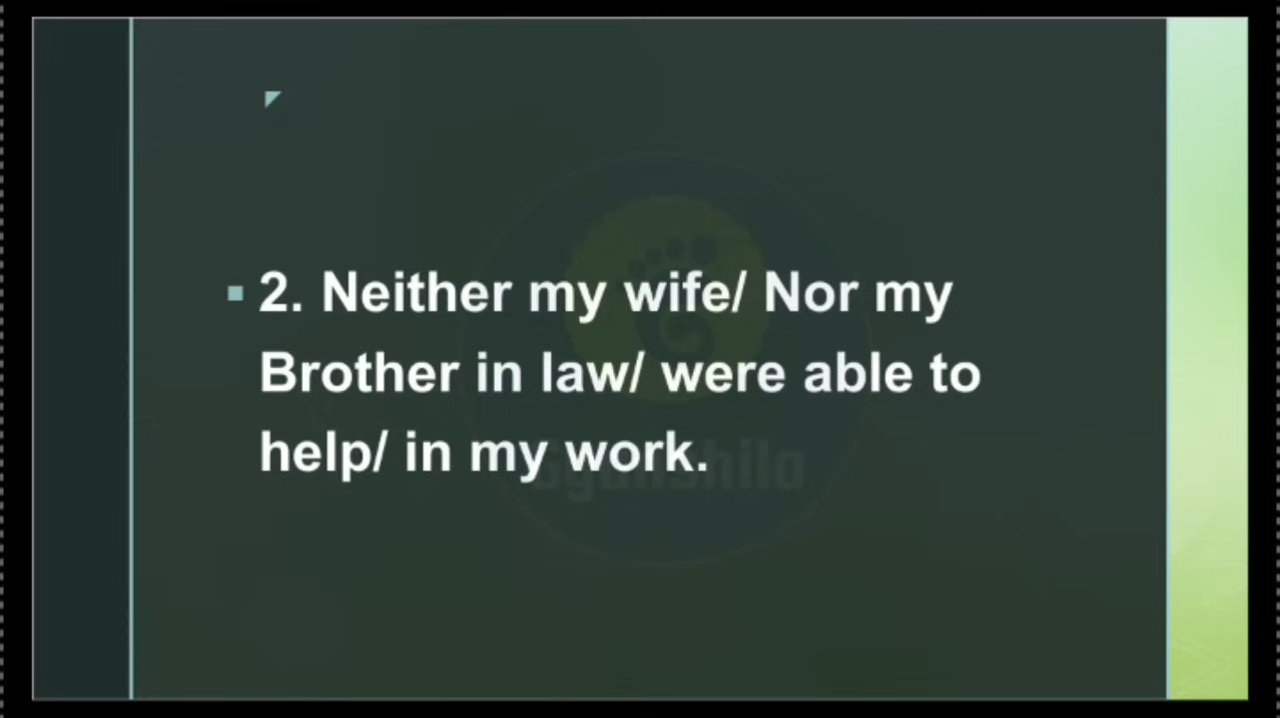 2. Neither my wife/ Nor my
Brother in law/ were able to
help/ in my work.